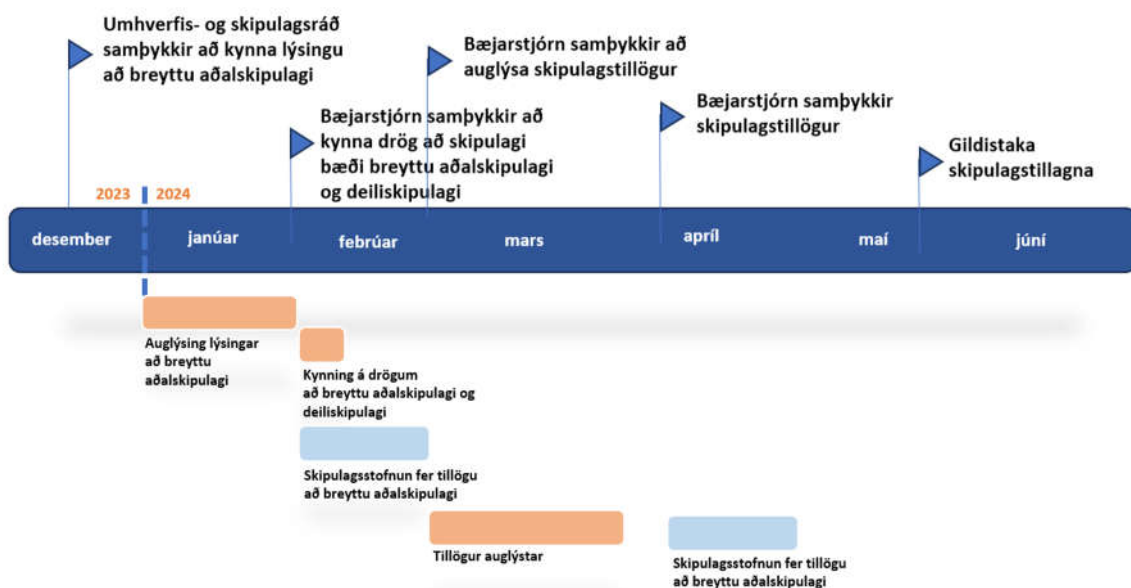 Umhverfis- og skipulagsráð
samþykkir að kynna lýsingu
að breyttu aðalskipulagi
Bæjarstjórn samþykkir að
auglýsa skipulagstillögur
Bæjarstjórn samþykkir að
kynna drög að skipulagi
bæði breyttu aðalskipulagi
og deiliskipulagi
Bæjarstjórn samþykkir
skipulagstillögur
Gildistaka
skipulagstillagna
2023 2024
desember janúar febrúar mars apríl maí júní
Auglýsing lýsingar
að breyttu
aðalskipulagi
Kynning á drögum
að breyttu aðalskipulagi og
deiliskipulagi
Skipulagsstofnun fer tillögu
að breyttu aðalskipulagi
Tillögur auglýstar
Skipulagsstofnun fer tillögu
að breyttu aðalskipulagi